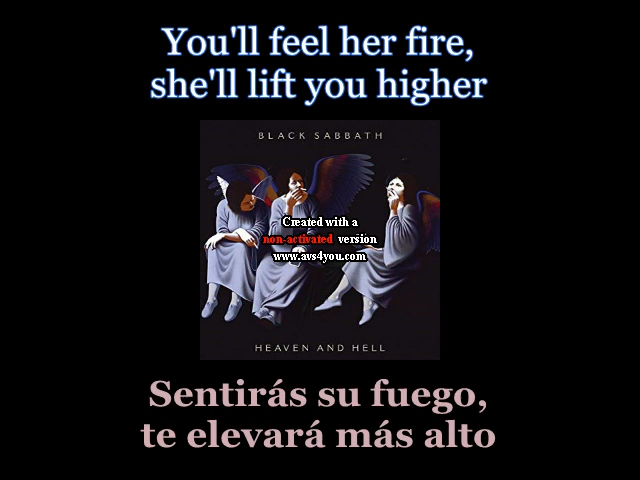 You'll feel her fire,
she'll lift you higher
BLACK SABBATH
Created with a
non-activated version
www.avs4you.com
HEAVEN AND HELL
Sentirás su fuego,
te elevará más alto